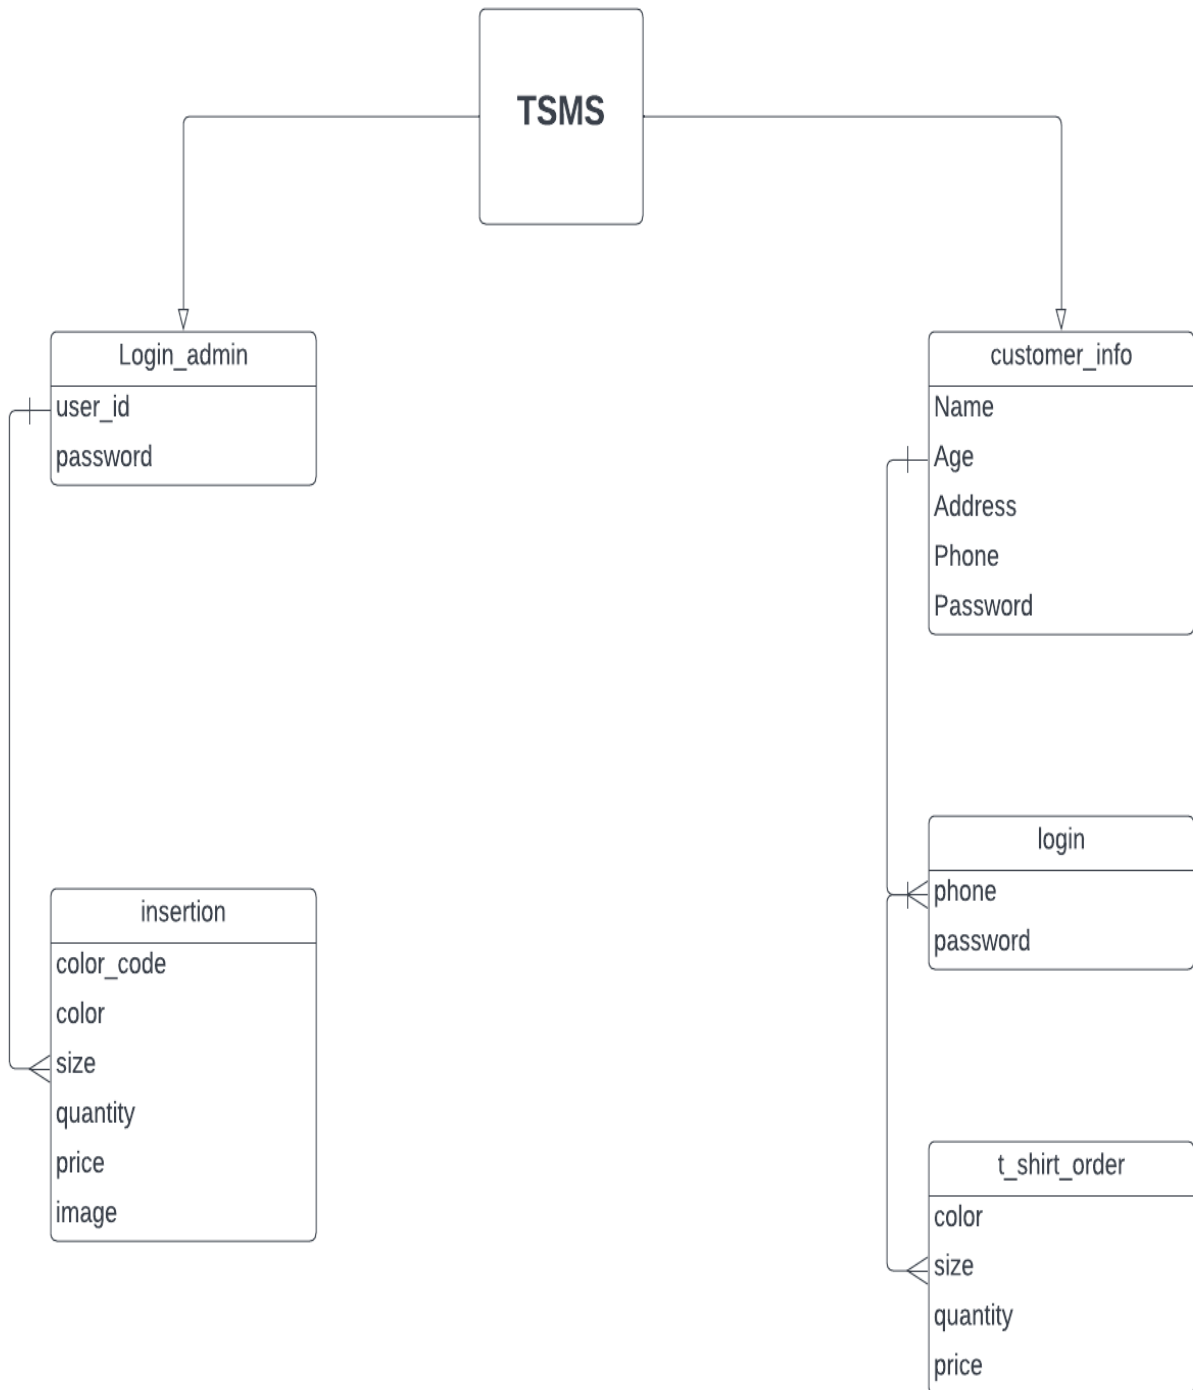 TSMS
Login_admin
user_id
password
customer_info
Name
Age
Address
Phone
Password
insertion
color_code
color
size
quantity
price
image
login
phone
password
t_shirt_order
color
size
quantity
price